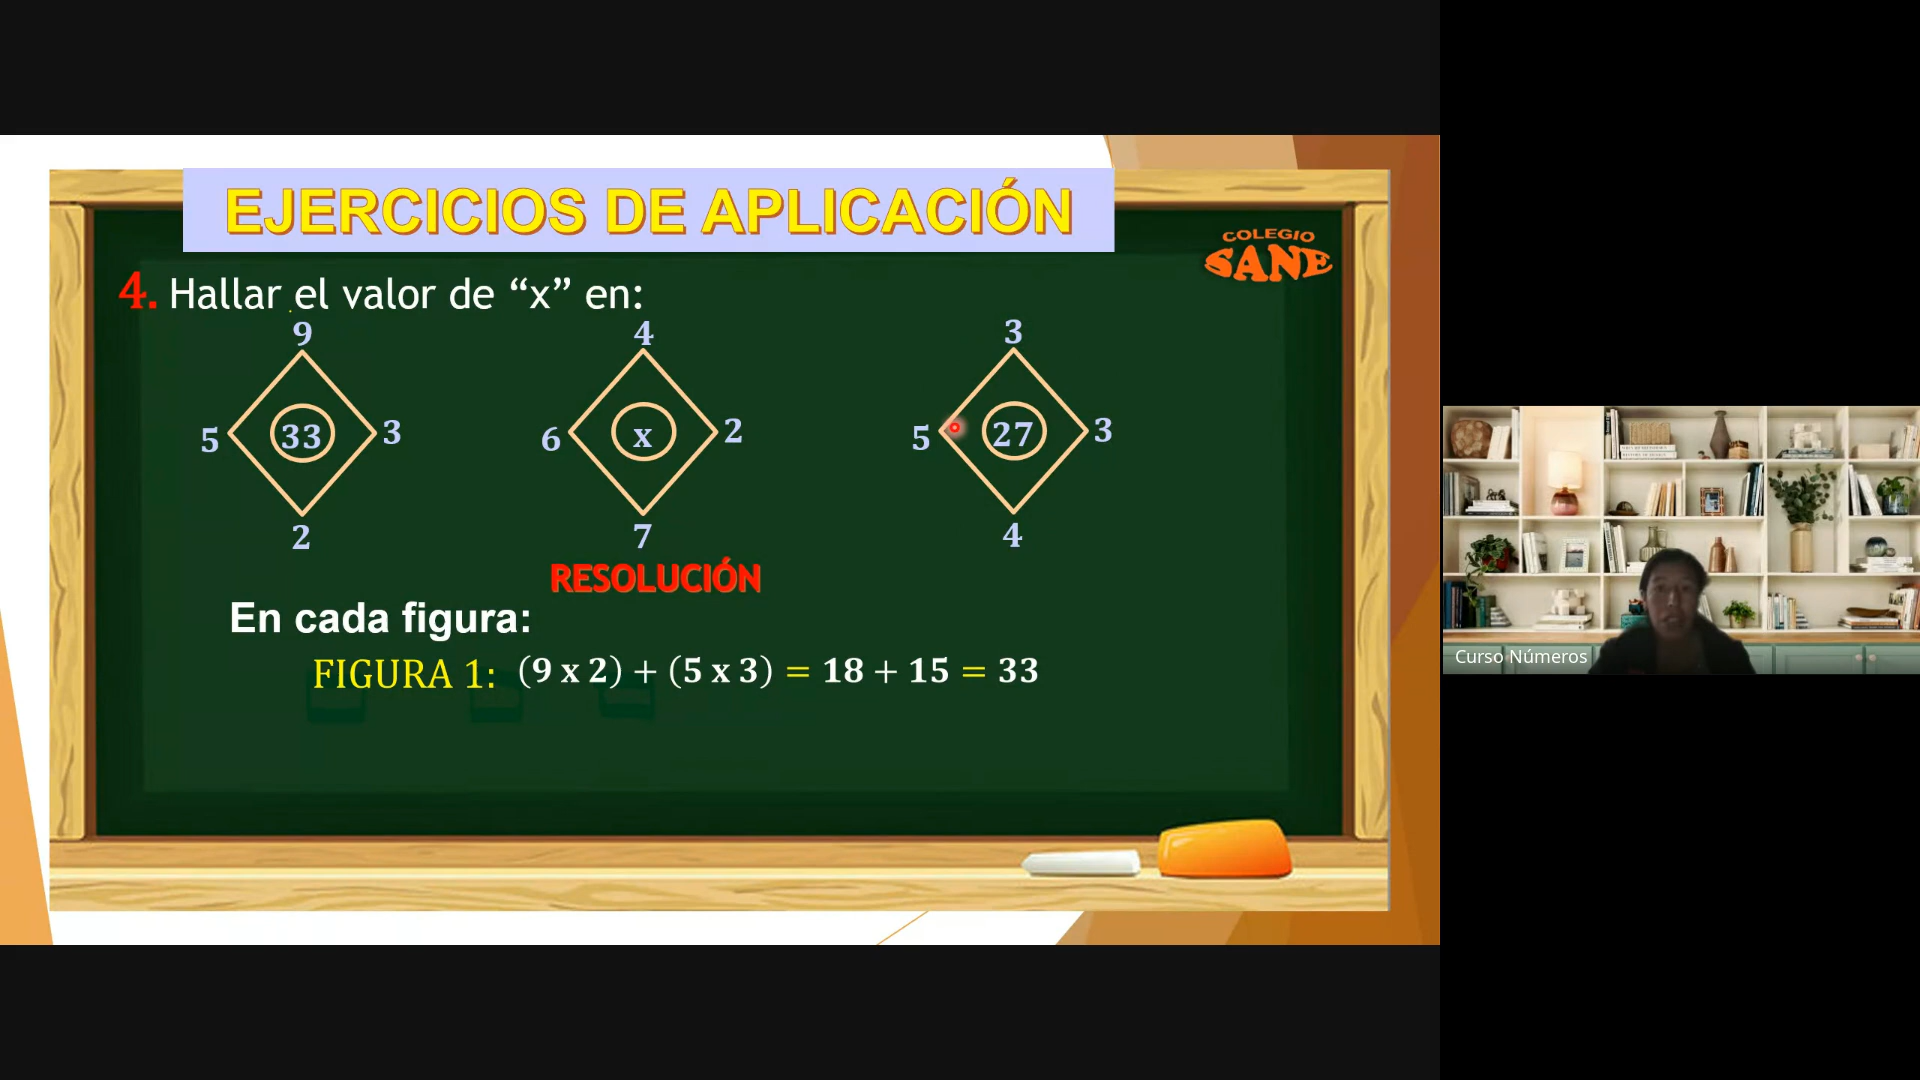 EJERCICIOS DE APLICACIÓN
COLEGIO
SANE
4. Hallar el valor de “x” en:
9 4 3
5 33 3 6 x 2 5 27 3
2 7 4
RESOLUCIÓN
En cada figura:
FIGURA 1: (9 x 2) + (5 x 3) = 18 + 15 = 33
Curso Números